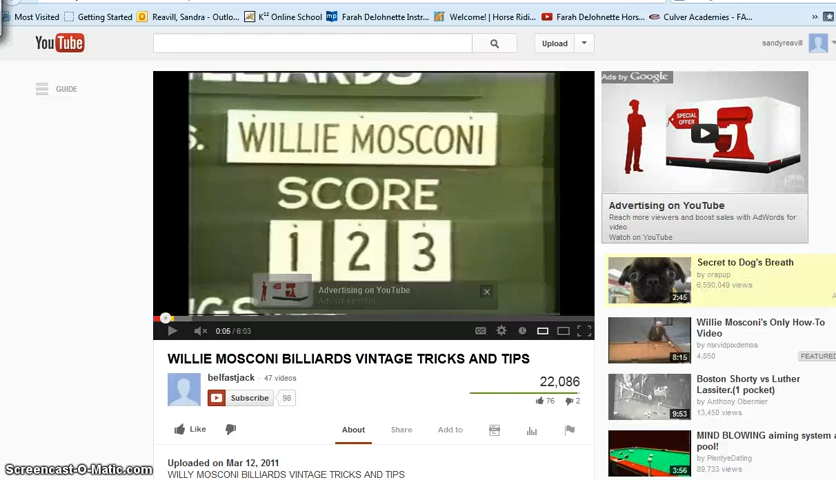 Most Visited Getting Started Reavill, Sandra - Outlo... K¹² Online School Farah DeJohnette Instr... Welcome! | Horse Ridi... Farah DeJohnette Hors... Culver Academies - FA... »
YouTube Upload sandyreavill
GUIDE
BILLIARDS
S. WILLIE MOSCONI
SCORE
1 2 3
Advertising on YouTube
NGS
0:05 / 6:03
WILLIE MOSCONI BILLIARDS VINTAGE TRICKS AND TIPS
belfastjack · 47 videos
Subscribe 98
22,086
76 2
Like About Share Add to
Uploaded on Mar 12, 2011
WILLY MOSCONI BILLIARDS VINTAGE TRICKS AND TIPS
Ads by Google
SPECIAL OFFER
Advertising on YouTube
Reach more viewers and boost sales with AdWords for
video.
Watch on YouTube
Secret to Dog's Breath
by orapup
6,590,049 views
2:45
Willie Mosconi's Only How-To
Video
by nixvidpixdemos
4,850 FEATURED
8:15
Boston Shorty vs Luther
Lassiter.(1 pocket)
by Anthony Obermier
13,450 views
9:53
MIND BLOWING aiming system
pool!
by PlentyeDating
89,733 views
3:56
Screencast-O-Matic.com